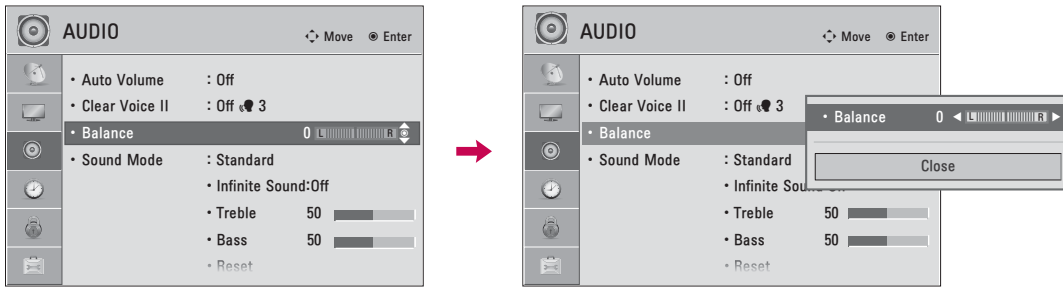 AUDIO
Move Enter
• Auto Volume : Off
• Clear Voice II : Off 3
• Balance 0 L R
• Sound Mode : Standard
• Infinite Sound:Off
• Treble 50
• Bass 50
• Reset
AUDIO
Move Enter
• Auto Volume : Off
• Clear Voice II : Off 3
• Balance
• Sound Mode : Standard
• Infinite
• Treble 50
• Bass 50
• Reset
• Balance 0 ◀ L R ▶
Close